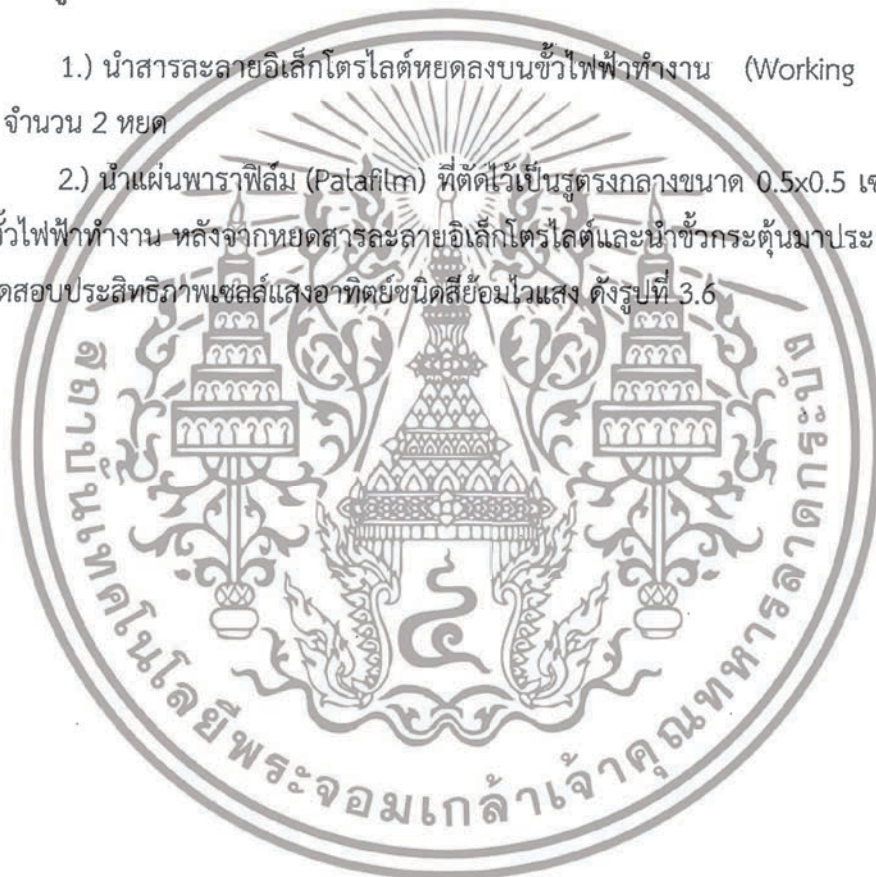 1.) นำสารละลายอิเล็กโตรไลต์หยดลงบนขั้วไฟฟ้าทำงาน (Working
จำนวน 2 หยด
2.) นำแผ่นพาราฟิล์ม (Patafilm) ที่ตัดไว้เป็นรูตรงกลางขนาด 0.5x0.5
ขั้วไฟฟ้าทำงาน หลังจากหยดสารละลายอิเล็กโตรไลต์และนำขั้วกระตุ้นมาประ
ดสอบประสิทธิภาพเซลล์แสงอาทิตย์ชนิดสีย้อมไวแสง ดังรูปที่ 3.6
๔
สถาบันเทคโนโลยีพระจอมเกล้าเจ้าคุณทหารลาดกระบัง